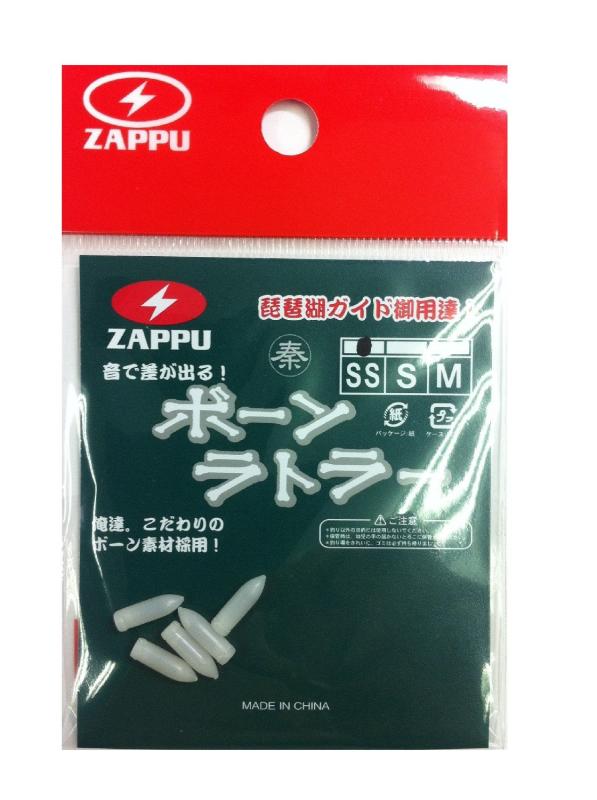 ZAPPU
ZAPPU
琵琶湖ガイド御用達！
秦
SS S M
音で差が出る！
ボーン
ラトラー
紙
プラ
パッケージ:紙
ケース:
俺達。こだわりの
ボーン素材採用！
ご注意
MADE IN CHINA